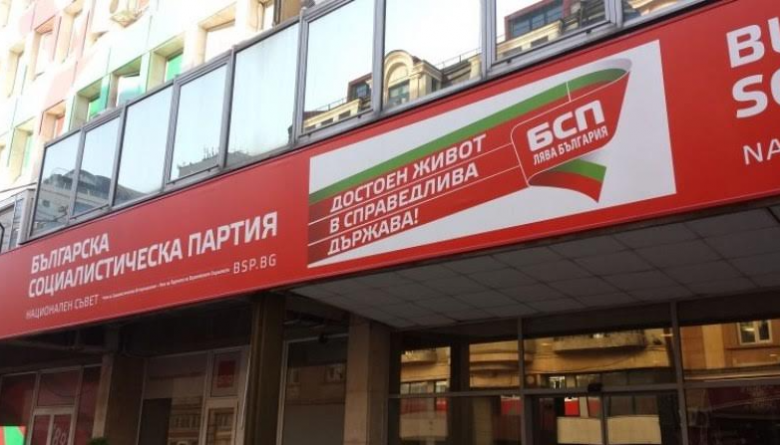 БЪЛГАРСКА
СОЦИАЛИСТИЧЕСКА ПАРТИЯ
НАЦИОНАЛЕН СЪВЕТ
BSP.BG
ДОСТОЕН ЖИВОТ
В СПРАВЕДЛИВА
ДЪРЖАВА!
БСП
ЛЯВА БЪЛГАРИЯ
BU
SO
NA